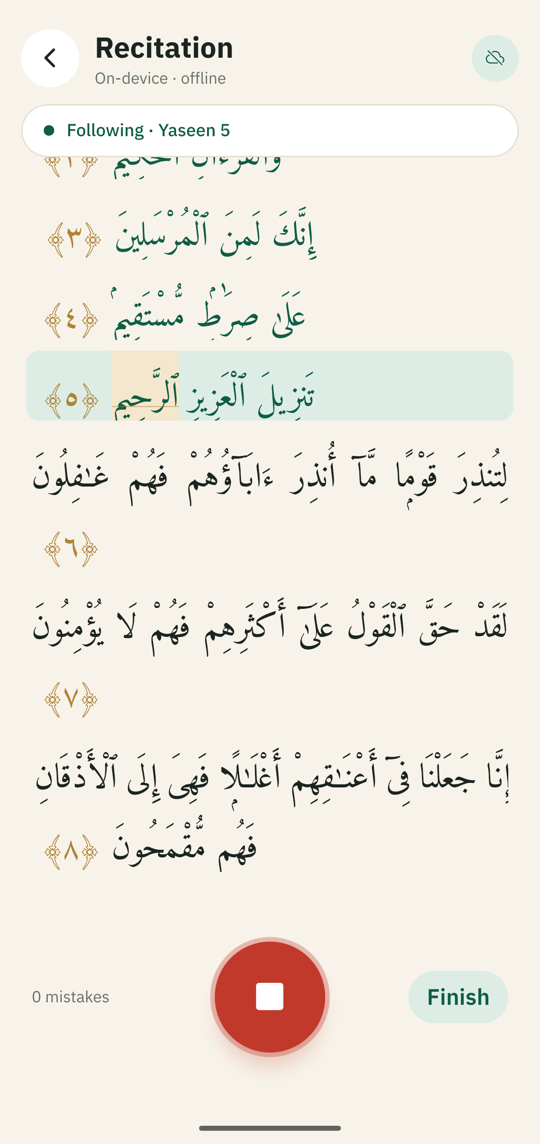 Recitation
On-device · offline
Following · Yaseen 5
إِنَّكَ لَمِنَ ٱلْمُرْسَلِينَ ﴿٣﴾
عَلَىٰ صِرَٰطٍۢ مُّسْتَقِيمٍۢ ﴿٤﴾
تَنزِيلَ ٱلْعَزِيزِ ٱلرَّحِيمِ ﴿٥﴾
لِتُنذِرَ قَوْمًۭا مَّآ أُنذِرَ ءَابَآؤُهُمْ فَهُمْ غَـٰفِلُونَ
﴿٦﴾
لَقَدْ حَقَّ ٱلْقَوْلُ عَلَىٰٓ أَكْثَرِهِمْ فَهُمْ لَا يُؤْمِنُونَ
﴿٧﴾
إِنَّا جَعَلْنَا فِىٓ أَعْنَـٰقِهِمْ أَغْلَـٰلًۭا فَهِىَ إِلَى ٱلْأَذْقَانِ
فَهُم مُّقْمَحُونَ ﴿٨﴾
0 mistakes
Finish